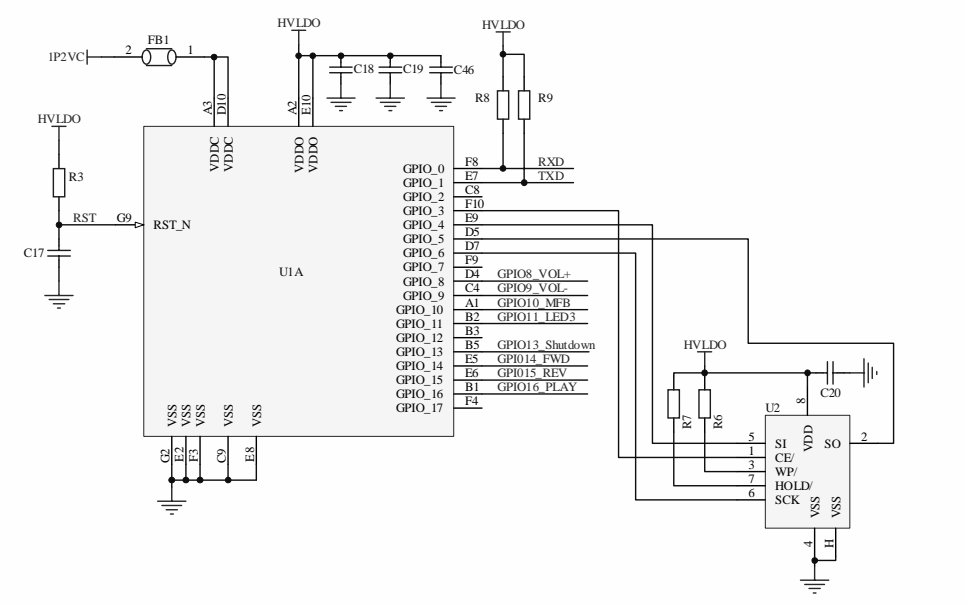 HVLDO
HVLDO
1P2VC
2
FB1
1
C18
C19
C46
A3
D10
A2
E10
R8
R9
HVLDO
VDDC
VDDC
VDDO
VDDO
R3
RST
G9
RST_N
C17
U1A
GPIO_0
F8
RXD
GPIO_1
E7
TXD
GPIO_2
C8
GPIO_3
F10
GPIO_4
E9
GPIO_5
D5
GPIO_6
D7
GPIO_7
F9
GPIO_8
D4
GPIO8_VOL+
GPIO_9
C4
GPIO9_VOL-
GPIO_10
A1
GPIO10_MFB
GPIO_11
B2
GPIO11_LED3
GPIO_12
B3
GPIO_13
B5
GPIO13_Shutdown
GPIO_14
E5
GPI014_FWD
GPIO_15
E6
GPI015_REV
GPIO_16
B1
GPIO16_PLAY
GPIO_17
F4
VSS
VSS
VSS
VSS
VSS
G2
E2
F3
C9
E8
HVLDO
C20
R7
R6
8
U2
VDD
5
SI
SO
2
1
CE/
3
WP/
7
HOLD/
6
SCK
VSS
VSS
4
H